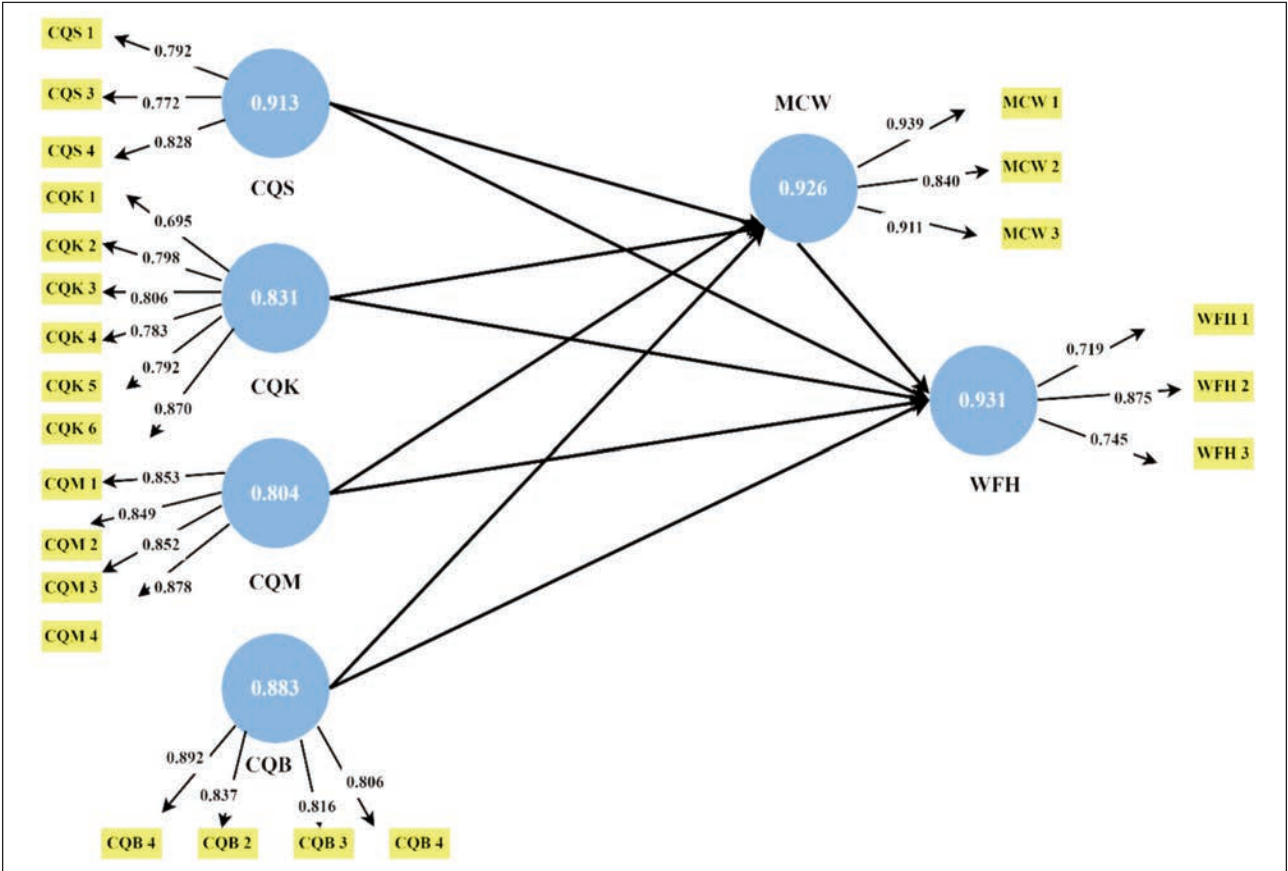 CQS 1
0.792
CQS 3
0.772
CQS 4
0.828
0.913
CQS
CQK 1
0.695
CQK 2
0.798
CQK 3
0.806
CQK 4
0.783
CQK 5
0.792
CQK 6
0.870
0.831
CQK
CQM 1
0.853
0.849
CQM 2
0.852
CQM 3
0.878
CQM 4
0.804
CQM
0.883
CQB
0.892
0.837
0.816
0.806
CQB 4
CQB 2
CQB 3
CQB 4
MCW
0.926
0.939
MCW 1
0.840
MCW 2
0.911
MCW 3
0.931
WFH
0.719
WFH 1
0.875
WFH 2
0.745
WFH 3